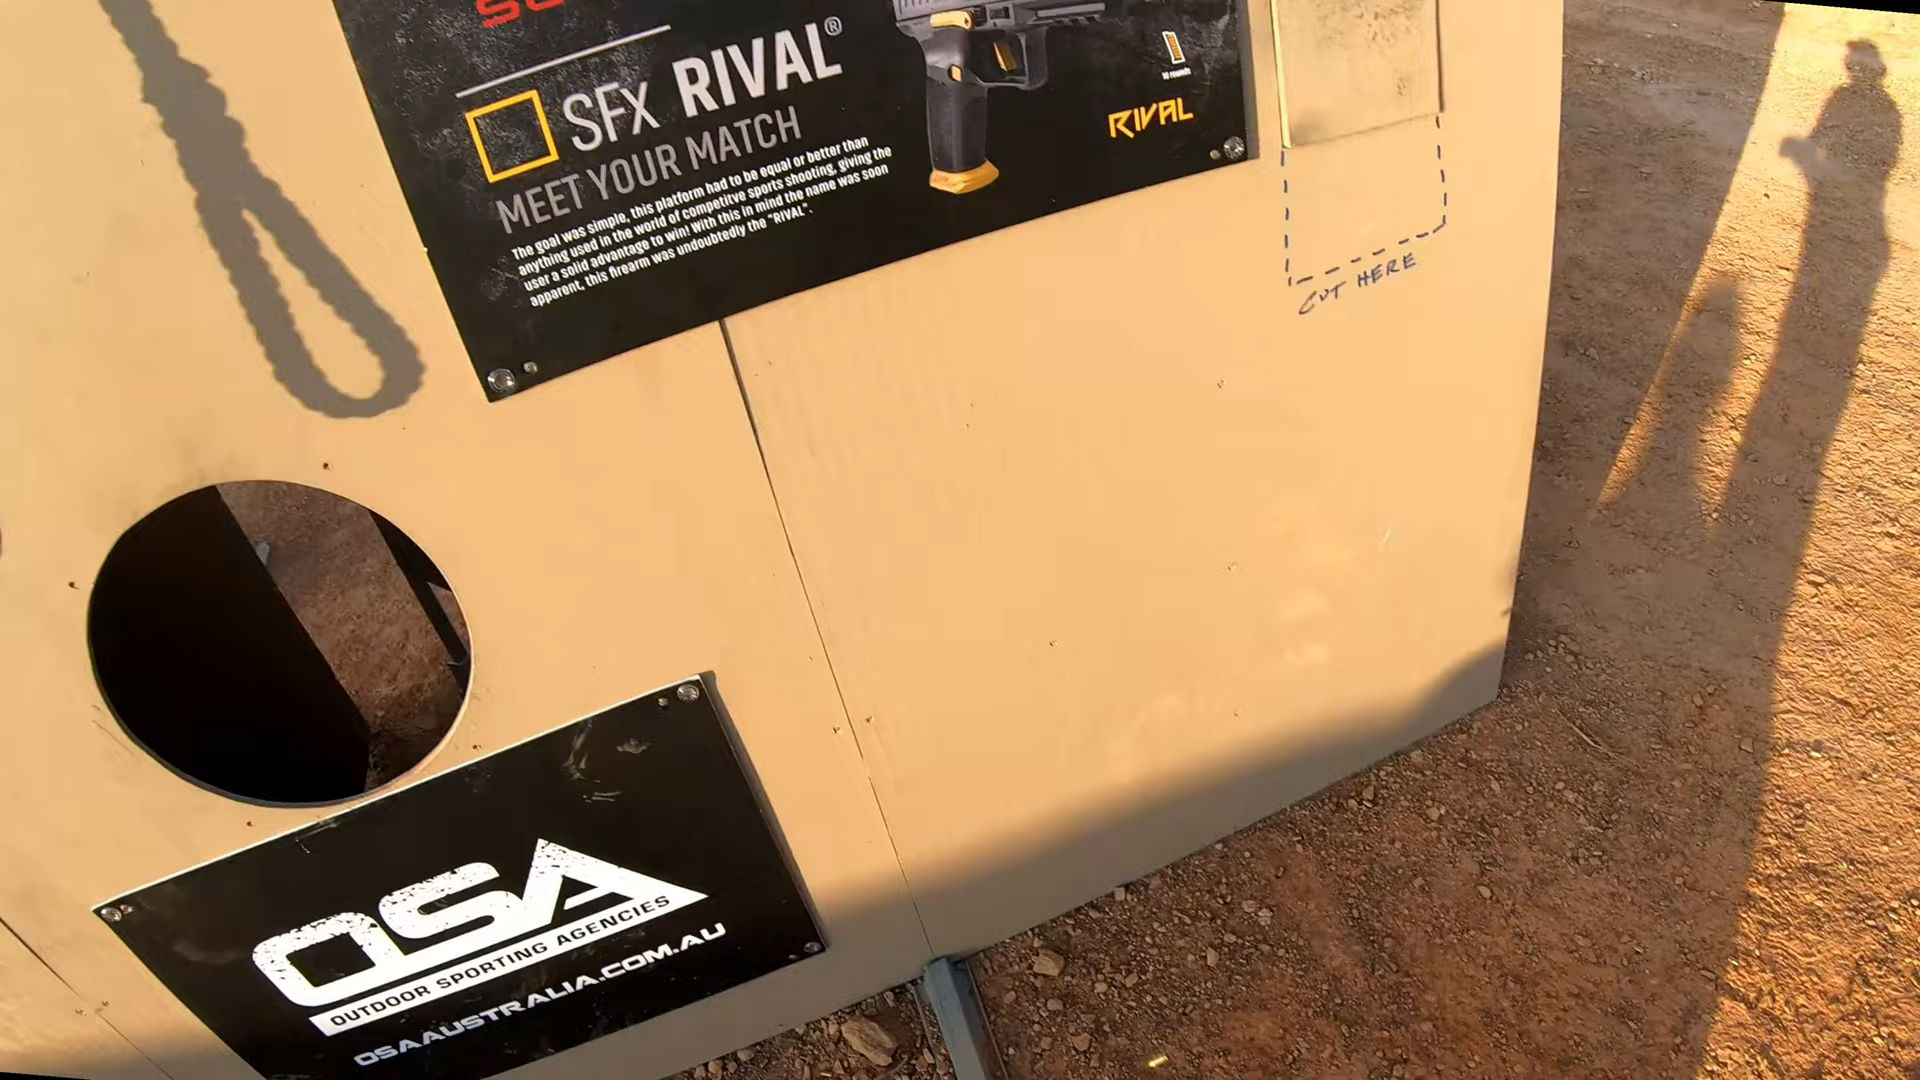 SFx RIVAL®
MEET YOUR MATCH
The goal was simple, this platform had to be equal or better than
anything used in the world of competitve sports shooting, giving the
user a solid advantage to win! With this in mind the name was soon
apparent, this firearm was undoubtedly the "RIVAL".
10 rounds
RIVAL
CUT HERE
OSA
OUTDOOR SPORTING AGENCIES
OSAAUSTRALIA.COM.AU